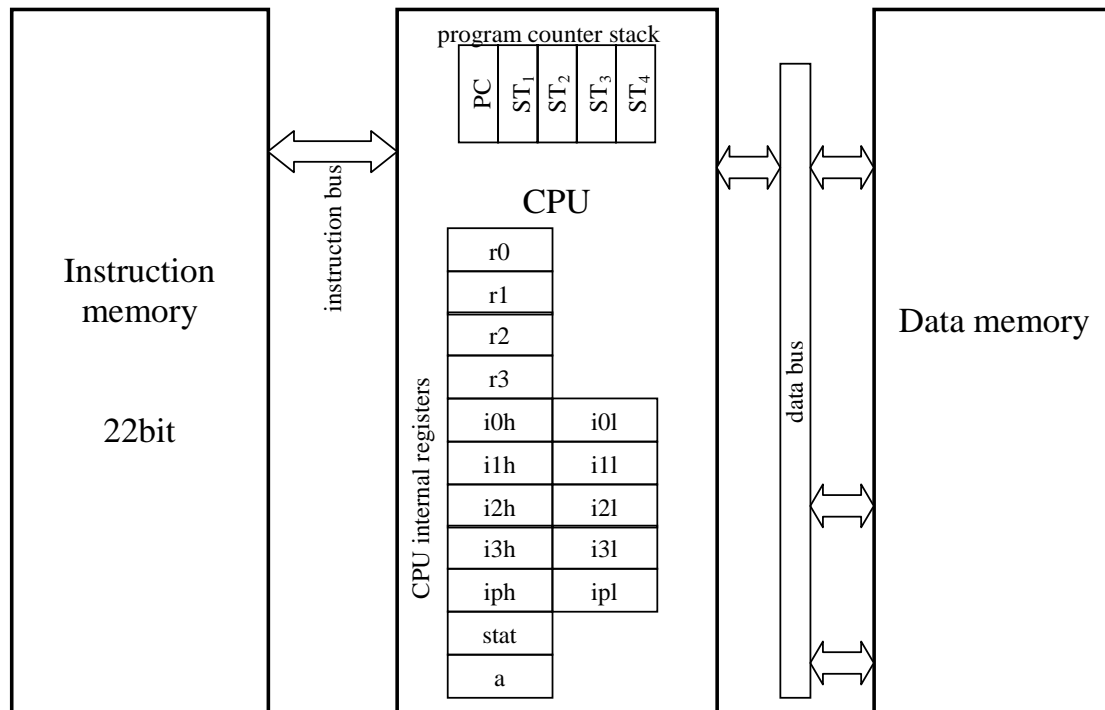 program counter stack
PC
ST1
ST2
ST3
ST4
instruction bus
CPU
Instruction
memory
22bit
r0
r1
r2
r3
i0h
i0l
i1h
i1l
i2h
i2l
i3h
i3l
iph
ipl
stat
a
CPU internal registers
data bus
Data memory